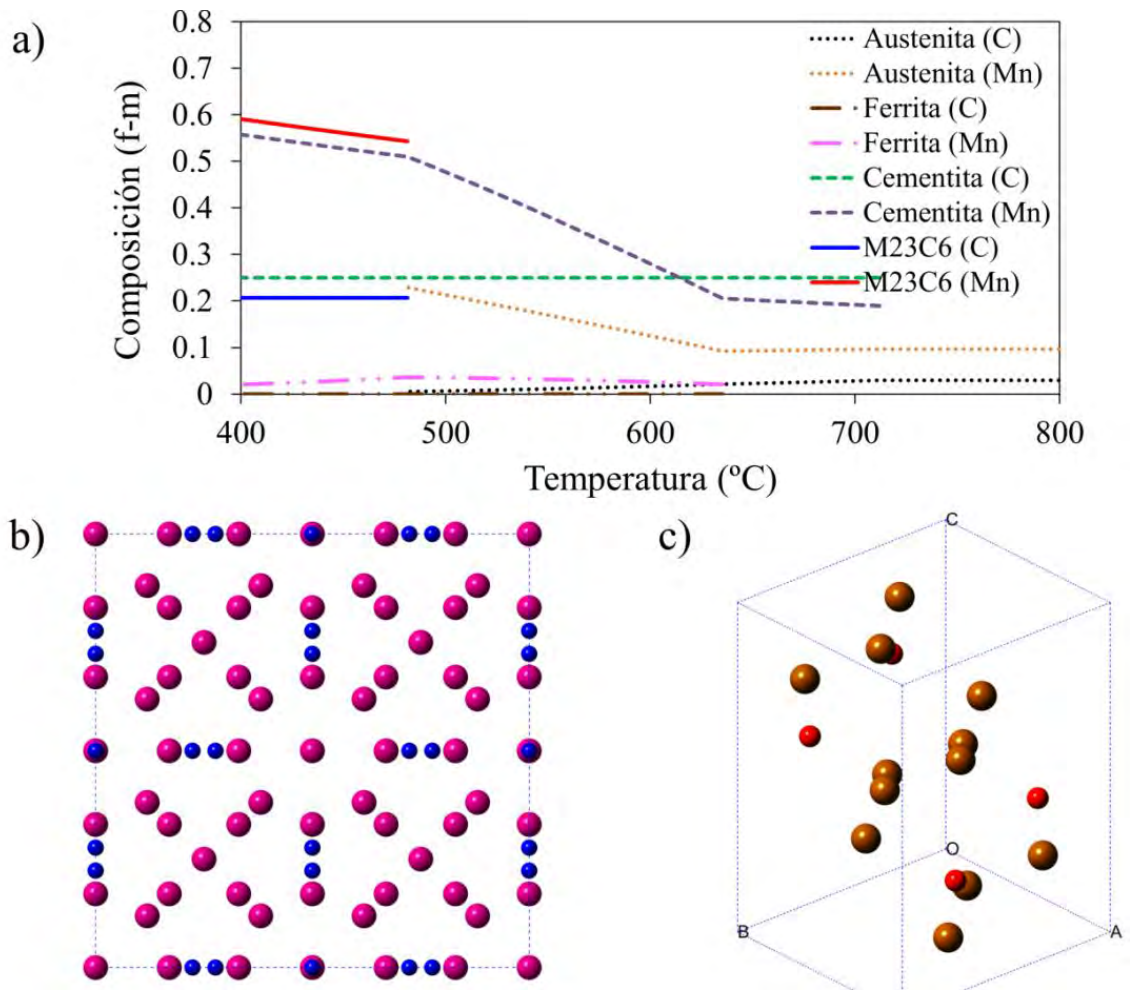 a)
0.8
0.7
0.6
0.5
0.4
0.3
0.2
0.1
0
Composición (f-m)
400
500
600
700
800
Temperatura (ºC)
Austenita (C)
Austenita (Mn)
Ferrita (C)
Ferrita (Mn)
Cementita (C)
Cementita (Mn)
M23C6 (C)
M23C6 (Mn)
b)
c)
C
O
B
A